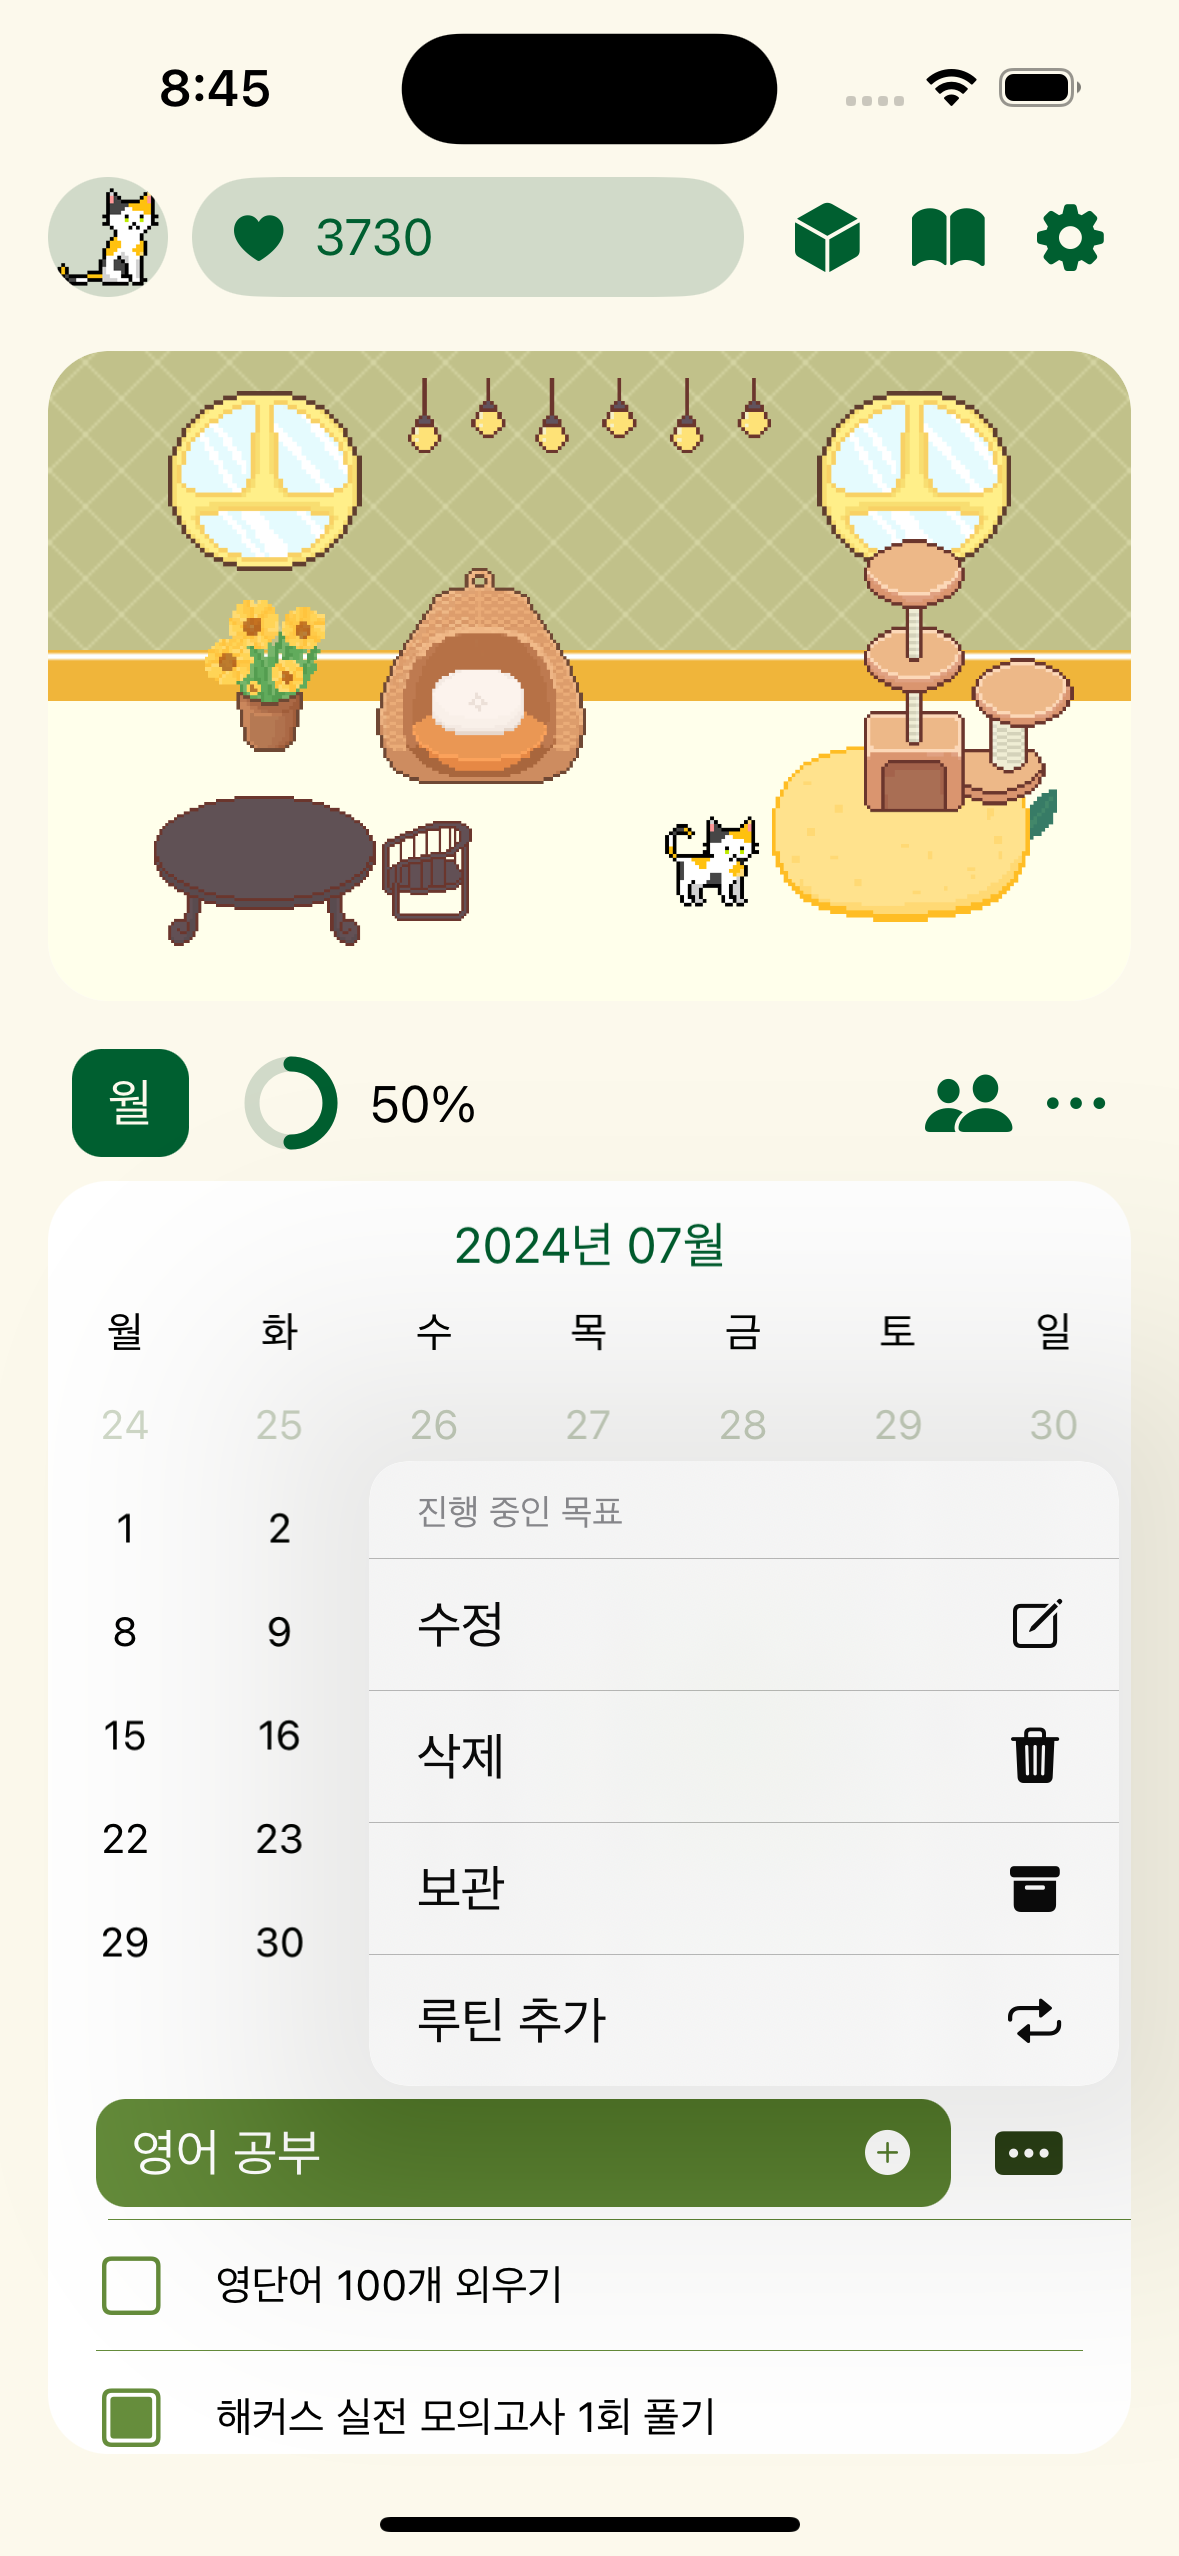 8:45
3730
월 50%
2024년 07월
월 화 수 목 금 토 일
24 25 26 27 28 29 30
진행 중인 목표
1 2
수정
8 9
삭제
15 16
보관
22 23
29 30
루틴 추가
영어 공부
영단어 100개 외우기
해커스 실전 모의고사 1회 풀기